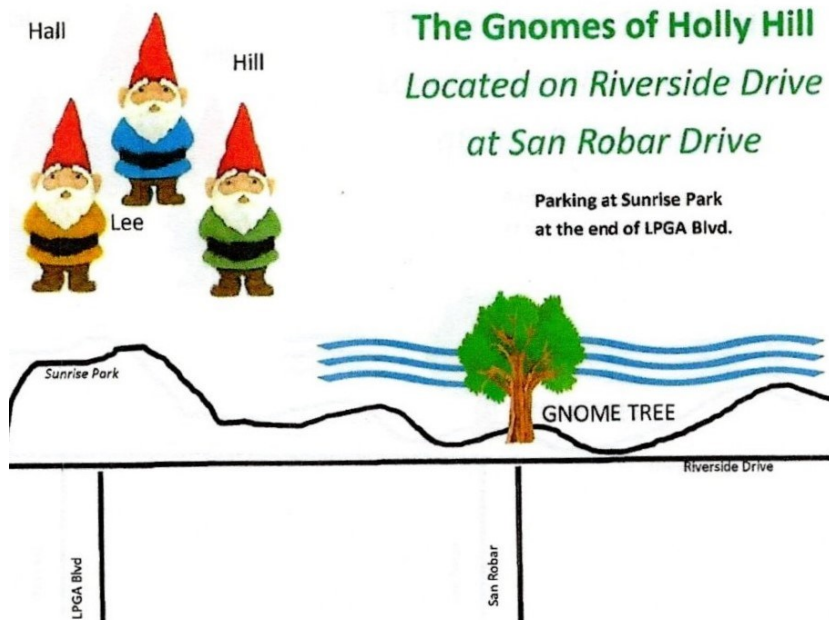 Hall
Hill
Lee
The Gnomes of Holly Hill
Located on Riverside Drive
at San Robar Drive
Parking at Sunrise Park
at the end of LPGA Blvd.
Sunrise Park
GNOME TREE
Riverside Drive
LPGA Blvd
San Robar